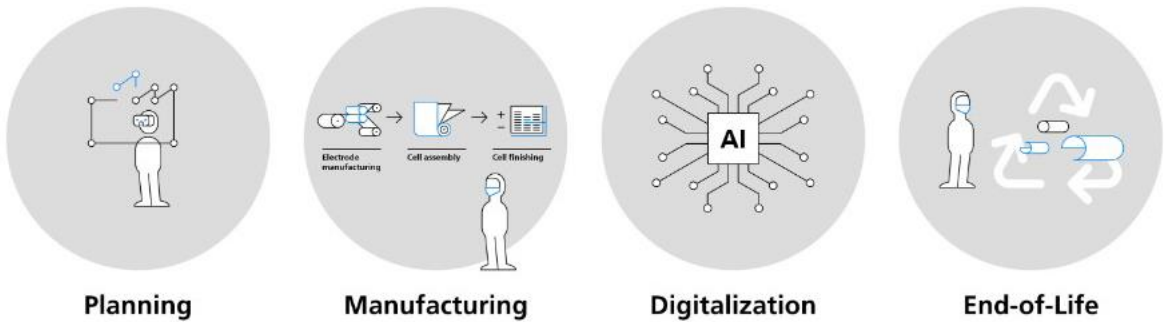 Electrode
manufacturing
Cell assembly
+
−
Cell finishing
AI
Planning
Manufacturing
Digitalization
End-of-Life